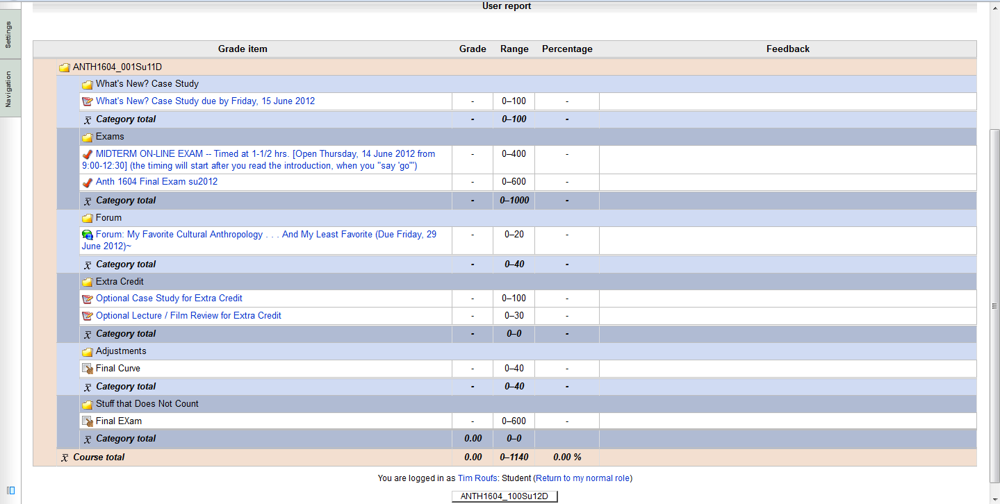 User report
Settings
Navigation
Grade item Grade Range Percentage Feedback
ANTH1604_001Su11D
What's New? Case Study
What's New? Case Study due by Friday, 15 June 2012 - 0–100 -
x̅ Category total - 0–100 -
Exams
MIDTERM ON-LINE EXAM -- Timed at 1-1/2 hrs. [Open Thursday, 14 June 2012 from - 0–400 -
9:00-12:30] (the timing will start after you read the introduction, when you "say 'go'")
Anth 1604 Final Exam su2012 - 0–600 -
x̅ Category total - 0–1000 -
Forum
Forum: My Favorite Cultural Anthropology . . . And My Least Favorite (Due Friday, 29 - 0–20 -
June 2012)~
x̅ Category total - 0–40 -
Extra Credit
Optional Case Study for Extra Credit - 0–100 -
Optional Lecture / Film Review for Extra Credit - 0–30 -
x̅ Category total - 0–0 -
Adjustments
Final Curve - 0–40 -
x̅ Category total - 0–40 -
Stuff that Does Not Count
Final EXam - 0–600 -
x̅ Category total 0.00 0–0
x̅ Course total 0.00 0–1140 0.00 %
You are logged in as Tim Roufs: Student (Return to my normal role)
ANTH1604_100Su12D